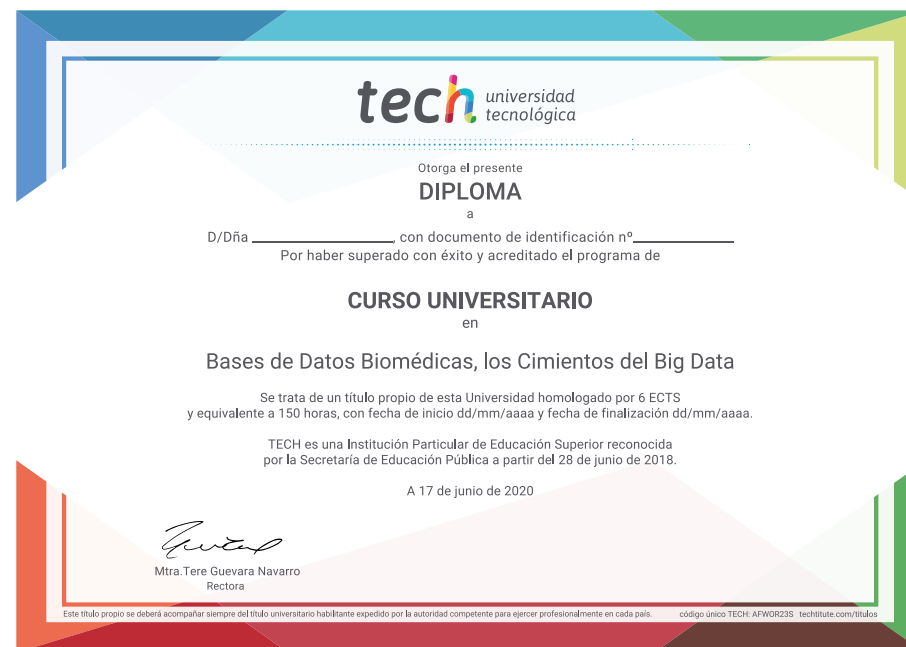 tech universidad
tecnológica
Otorga el presente
DIPLOMA
a
D/Dña ____________________, con documento de identificación nº______________
Por haber superado con éxito y acreditado el programa de
CURSO UNIVERSITARIO
en
Bases de Datos Biomédicas, los Cimientos del Big Data
Se trata de un título propio de esta Universidad homologado por 6 ECTS
y equivalente a 150 horas, con fecha de inicio dd/mm/aaaa y fecha de finalización dd/mm/aaaa.
TECH es una Institución Particular de Educación Superior reconocida
por la Secretaría de Educación Pública a partir del 28 de junio de 2018.
A 17 de junio de 2020
Mtra.Tere Guevara Navarro
Rectora
Este título propio se deberá acompañar siempre del título universitario habilitante expedido por la autoridad competente para ejercer profesionalmente en cada país. código único TECH: AFWOR23S techtitute.com/títulos